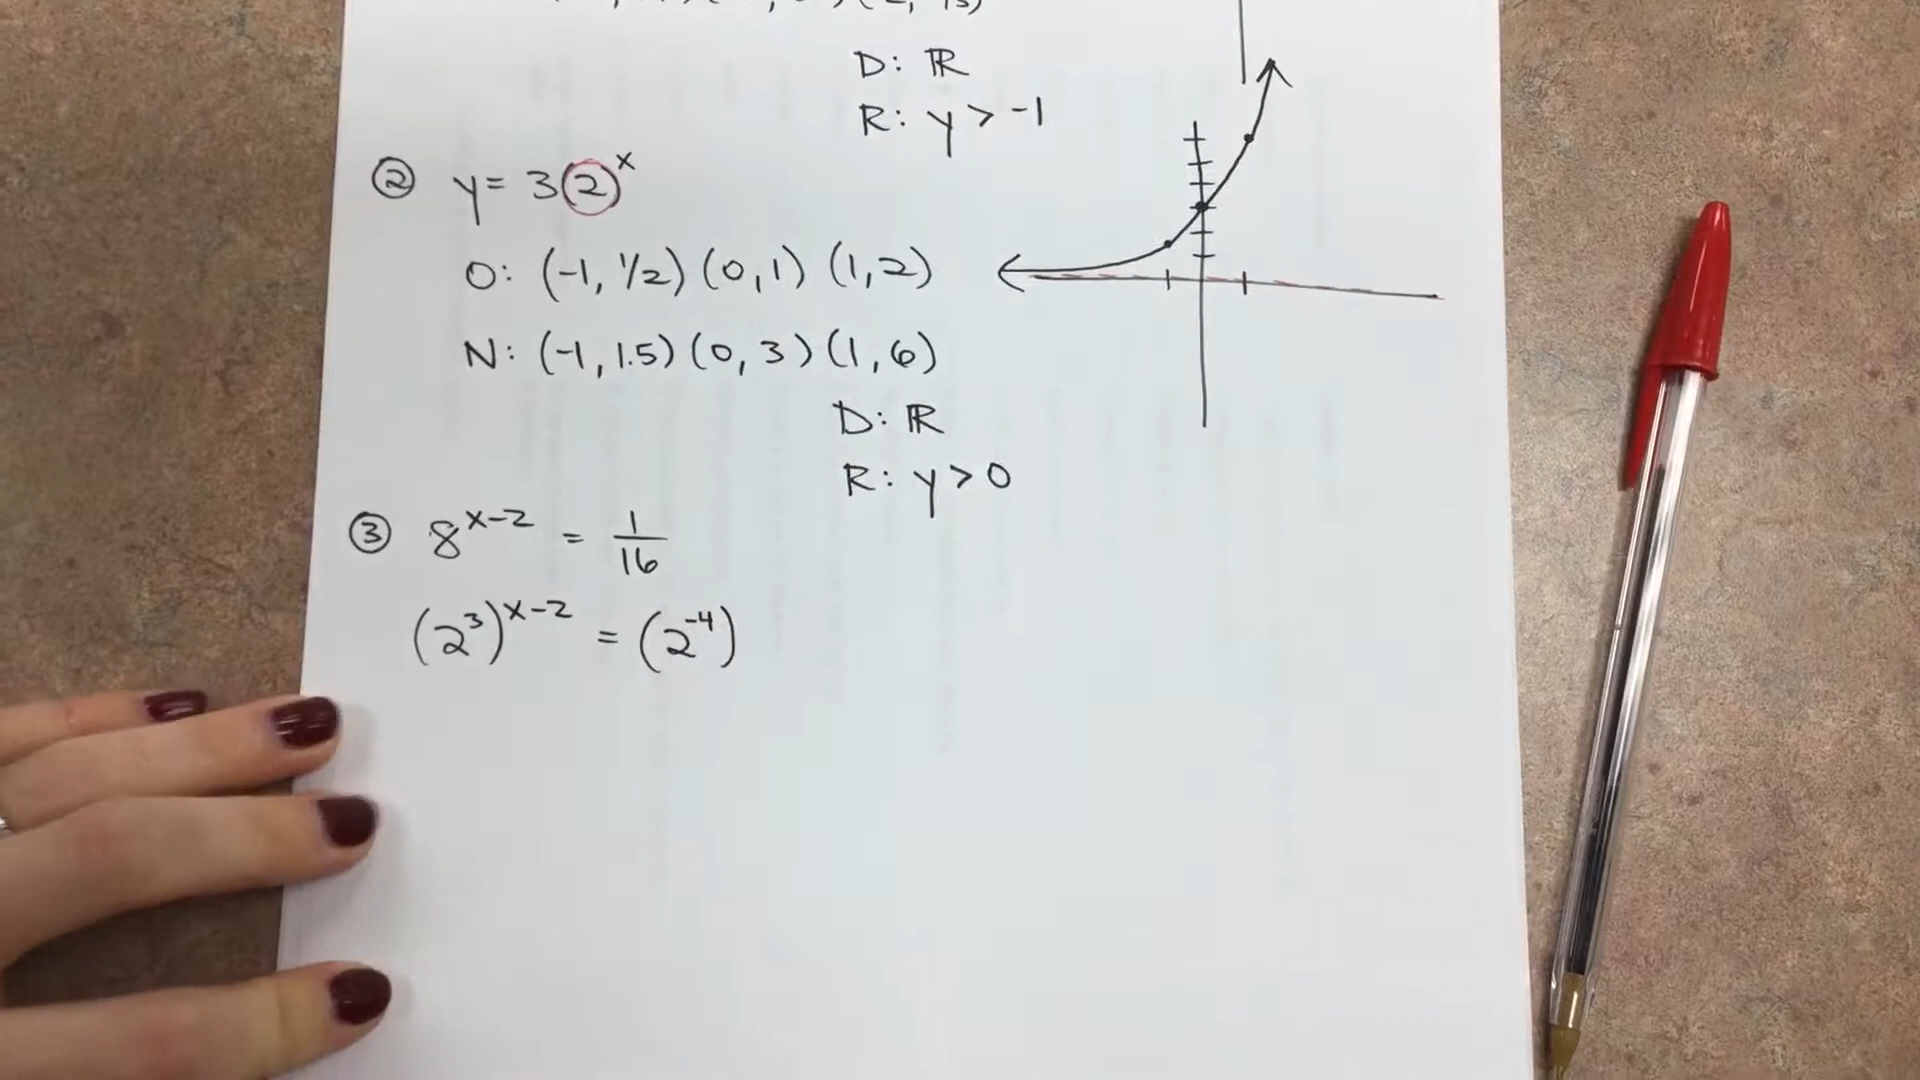 D: ℝ
R: y > -1
② y = 3(2)^x
O: (-1, 1/2) (0, 1) (1, 2)
N: (-1, 1.5) (0, 3) (1, 6)
D: ℝ
R: y > 0
③ 8^(x-2) = 1/16
(2^3)^(x-2) = (2^-4)